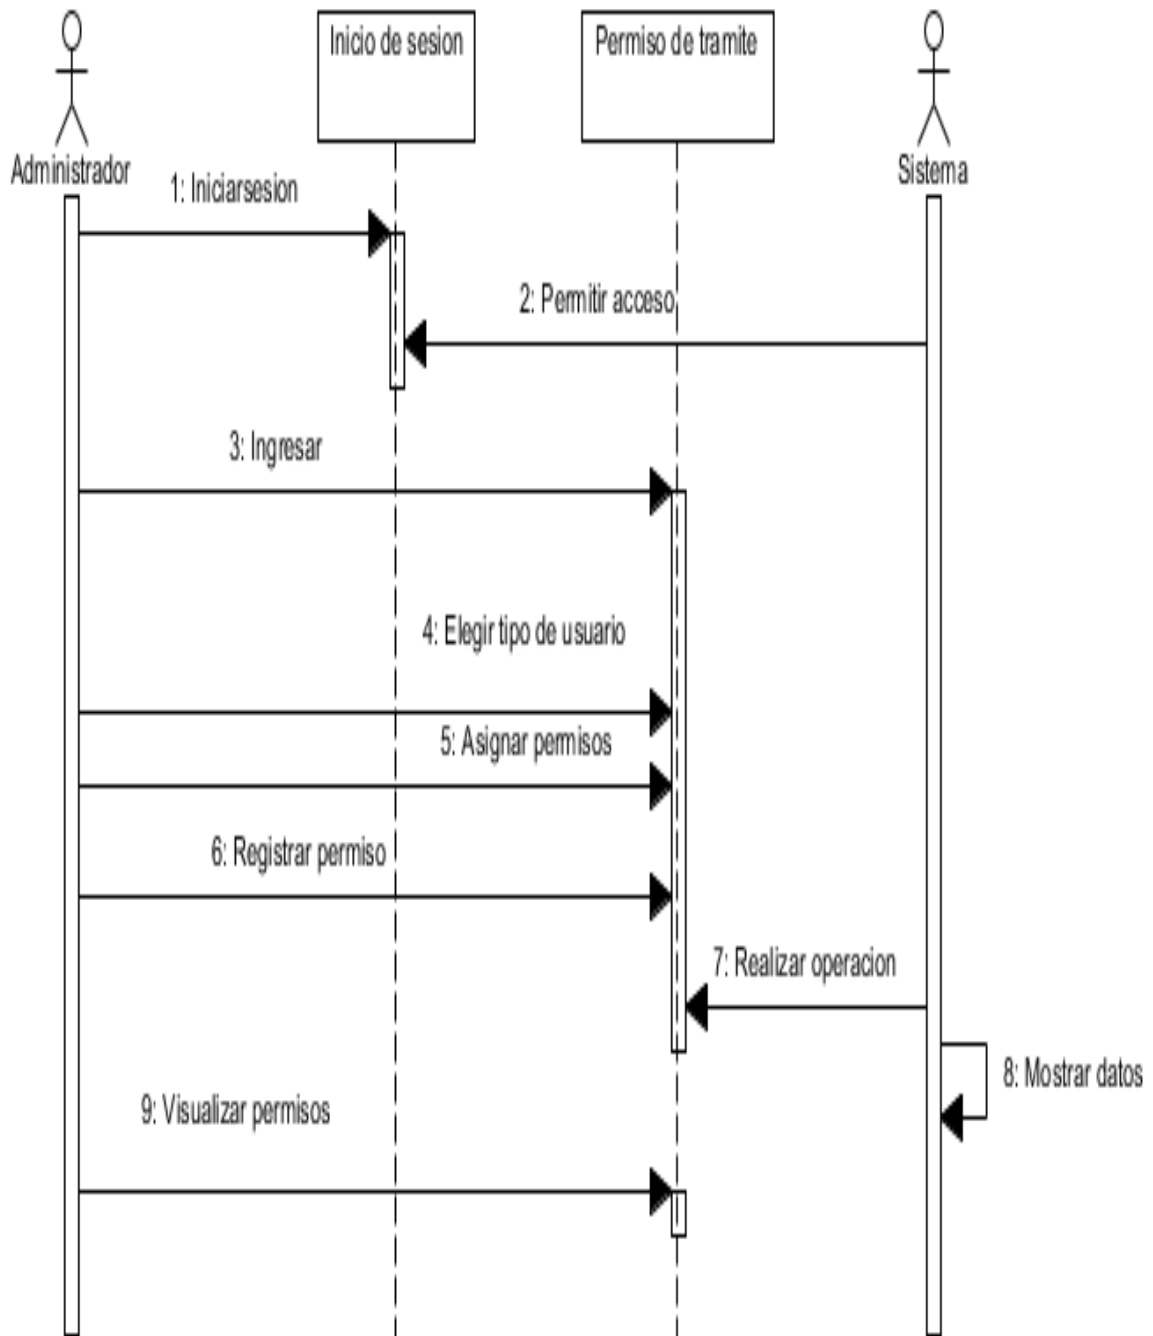 Inicio de sesion
Permiso de tramite
Administrador
Sistema
1: Iniciarsesion
2: Permitir acceso
3: Ingresar
4: Elegir tipo de usuario
5: Asignar permisos
6: Registrar permiso
7: Realizar operacion
8: Mostrar datos
9: Visualizar permisos